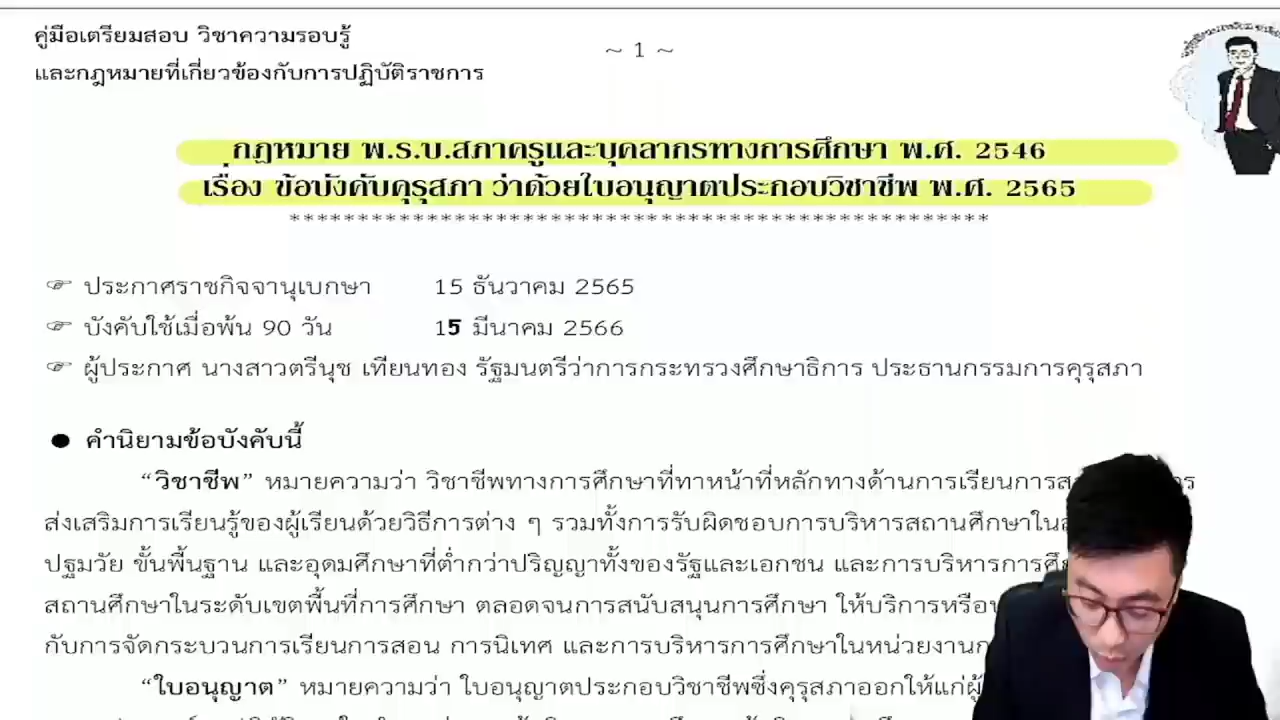 คู่มือเตรียมสอบ วิชาความรอบรู้
และกฎหมายที่เกี่ยวข้องกับการปฏิบัติราชการ
~ 1 ~
กฎหมาย พ.ร.บ.สภาครูและบุคลากรทางการศึกษา พ.ศ. 2546
เรื่อง ข้อบังคับคุรุสภา ว่าด้วยใบอนุญาตประกอบวิชาชีพ พ.ศ. 2565
**************************************************
☞ ประกาศราชกิจจานุเบกษา 15 ธันวาคม 2565
☞ บังคับใช้เมื่อพ้น 90 วัน 15 มีนาคม 2566
☞ ผู้ประกาศ นางสาวตรีนุช เทียนทอง รัฐมนตรีว่าการกระทรวงศึกษาธิการ ประธานกรรมการคุรุสภา
● คำนิยามข้อบังคับนี้
“วิชาชีพ” หมายความว่า วิชาชีพทางการศึกษาที่ทาหน้าที่หลักทางด้านการเรียนการ
ส่งเสริมการเรียนรู้ของผู้เรียนด้วยวิธีการต่าง ๆ รวมทั้งการรับผิดชอบการบริหารสถานศึกษาใน
ปฐมวัย ขั้นพื้นฐาน และอุดมศึกษาที่ต่ำกว่าปริญญาทั้งของรัฐและเอกชน และการบริหารการ
สถานศึกษาในระดับเขตพื้นที่การศึกษา ตลอดจนการสนับสนุนการศึกษา ให้บริการหรือ
กับการจัดกระบวนการเรียนการสอน การนิเทศ และการบริหารการศึกษาในหน่วยงาน
“ใบอนุญาต” หมายความว่า ใบอนุญาตประกอบวิชาชีพซึ่งคุรุสภาออกให้แก่ผู้